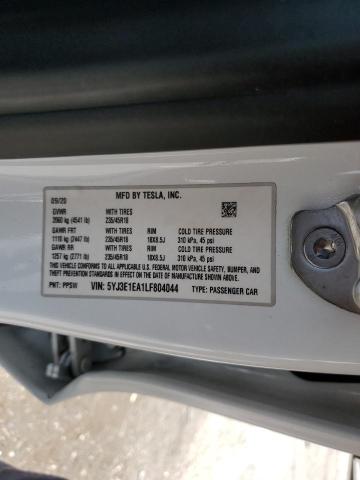 MFD BY TESLA, INC.
09/20
GVWR WITH TIRES
2060 kg (4541 lb) 235/45R18
GAWR FRT WITH TIRES RIM COLD TIRE PRESSURE
1110 kg (2447 lb) 235/45R18 18X8.5J 310 kPa, 45 psi
GAWR RR WITH TIRES RIM COLD TIRE PRESSURE
1257 kg (2771 lb) 235/45R18 18X8.5J 310 kPa, 45 psi
THIS VEHICLE CONFORMS TO ALL APPLICABLE
U.S. FEDERAL MOTOR VEHICLE SAFETY, BUMPER, AND
THEFT PREVENTION STANDARDS IN EFFECT ON THE DATE OF
MANUFACTURE SHOWN ABOVE.
PNT: PPSW VIN: 5YJ3E1EA1LF804044 TYPE: PASSENGER CAR